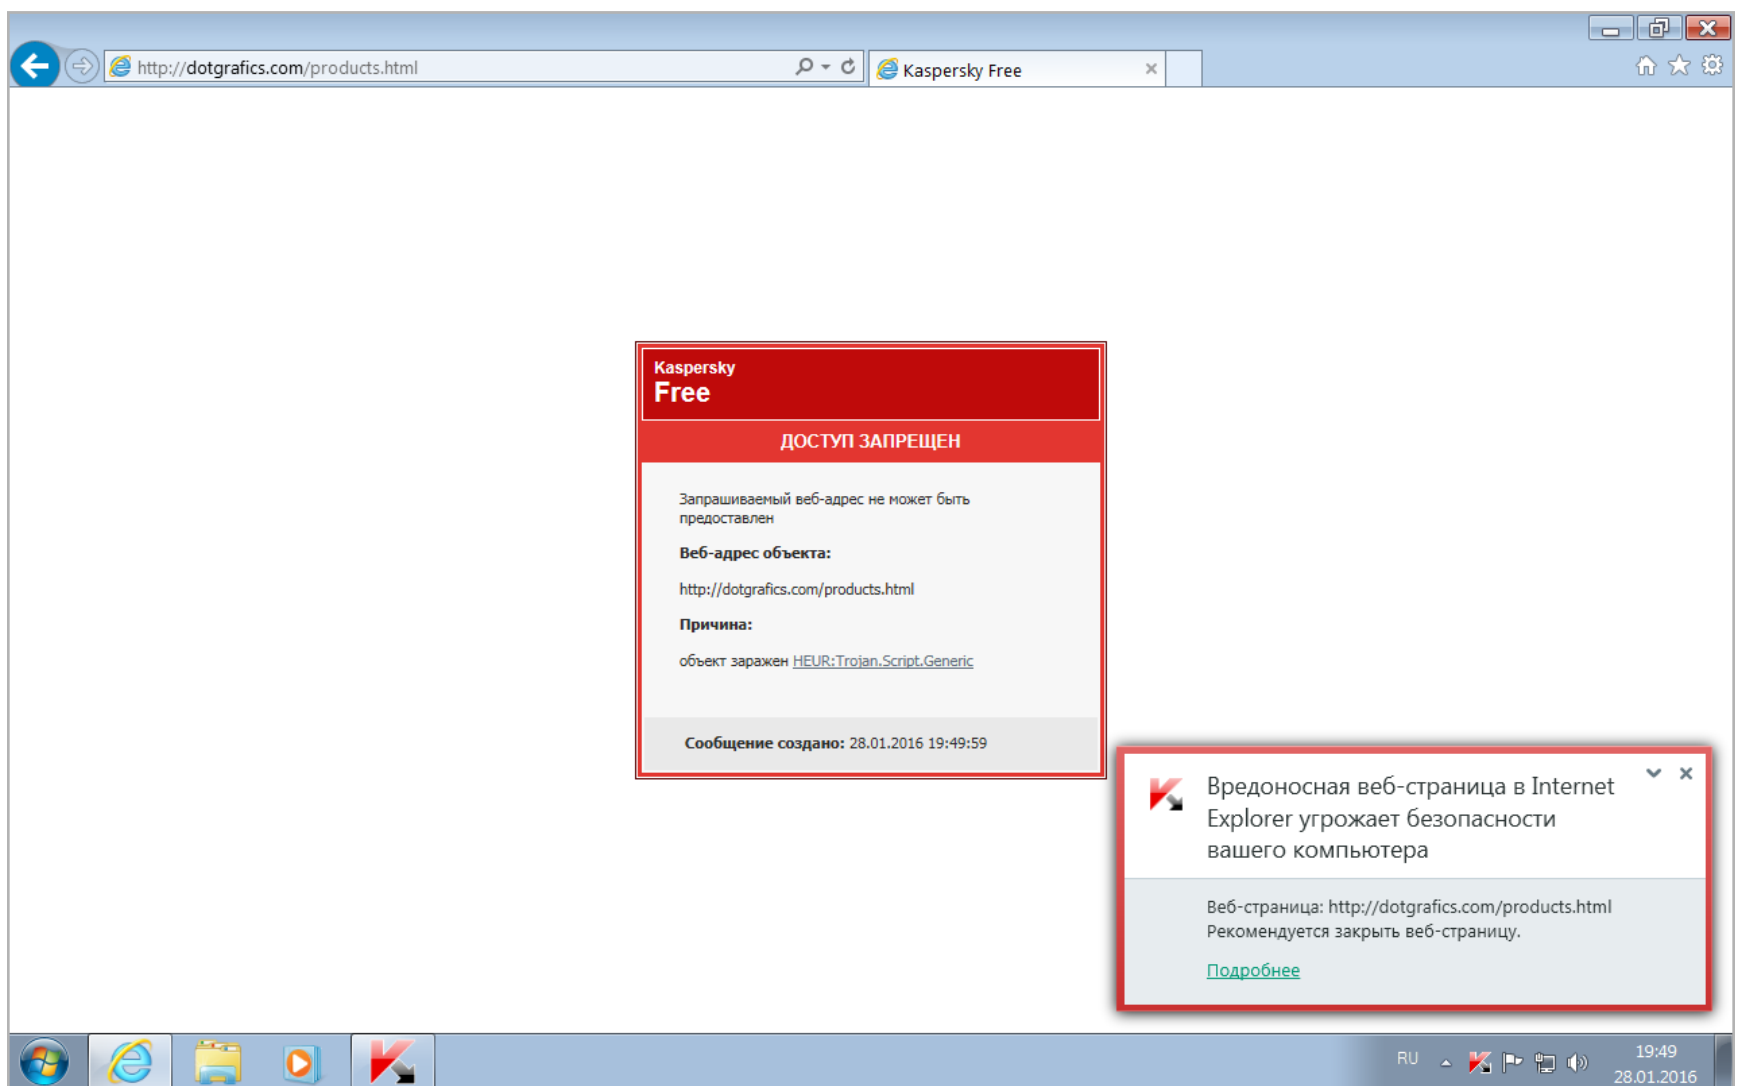 http://dotgrafics.com/products.html
Kaspersky Free
Kaspersky
Free
ДОСТУП ЗАПРЕЩЕН
Запрашиваемый веб-адрес не может быть
предоставлен
Веб-адрес объекта:
http://dotgrafics.com/products.html
Причина:
объект заражен HEUR:Trojan.Script.Generic
Сообщение создано: 28.01.2016 19:49:59
Вредоносная веб-страница в Internet
Explorer угрожает безопасности
вашего компьютера
Веб-страница: http://dotgrafics.com/products.html
Рекомендуется закрыть веб-страницу.
Подробнее
RU
19:49
28.01.2016